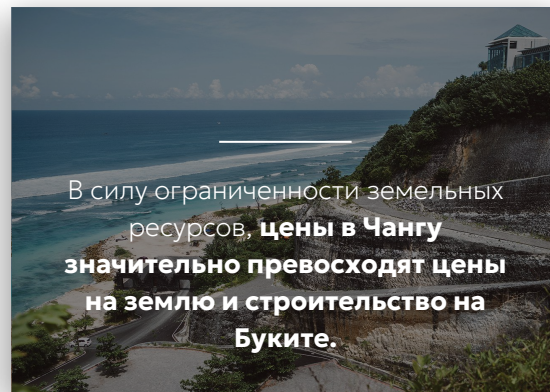 В силу ограниченности земельных
ресурсов, цены в Чангу
значительно превосходят цены
на землю и строительство на
Буките.